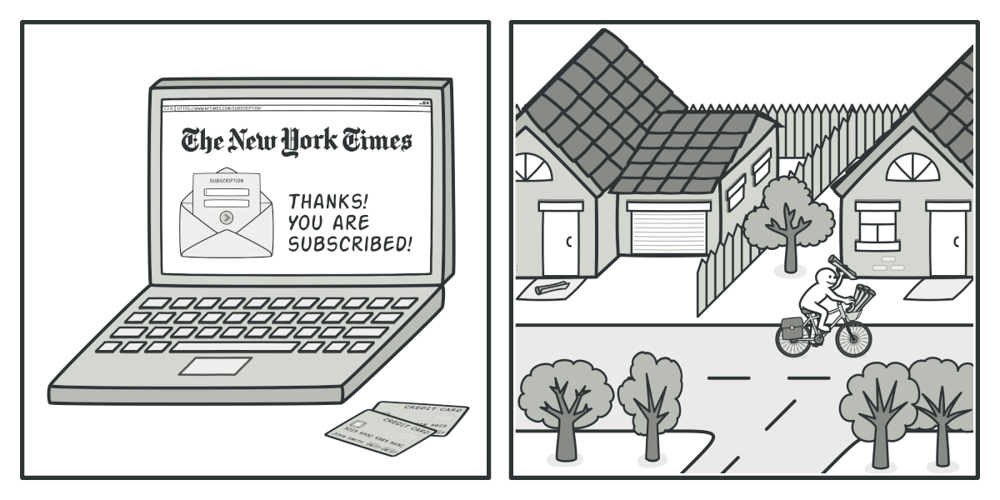 HTTPS://WWW.NYTIMES.COM/SUBSCRIPTION/
The New York Times
SUBSCRIPTION
THANKS!
YOU ARE
SUBSCRIBED!
CREDIT CARD
CREDIT CARD
JOHN SMITH